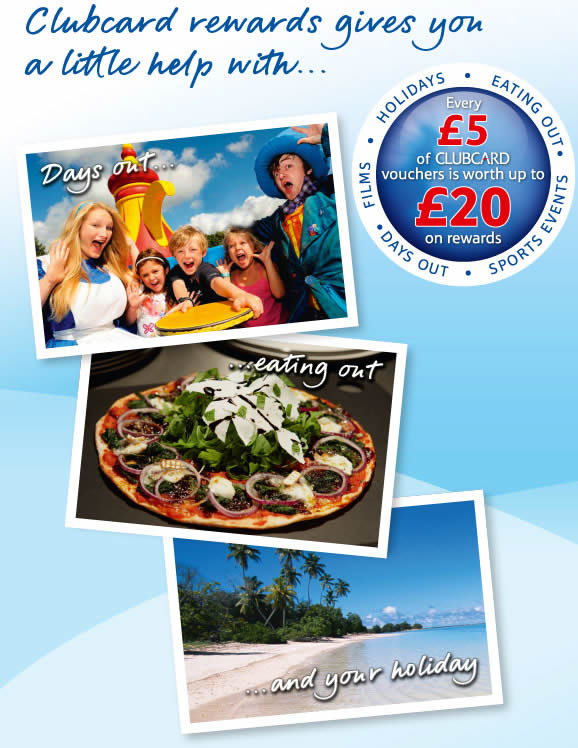 Clubcard rewards gives you
a little help with...
HOLIDAYS • EATING OUT • SPORTS EVENTS • DAYS OUT • FILMS •
Every
£5
of CLUBCARD
vouchers is worth up to
£20
on rewards
Days out...
...eating out
...and your holiday